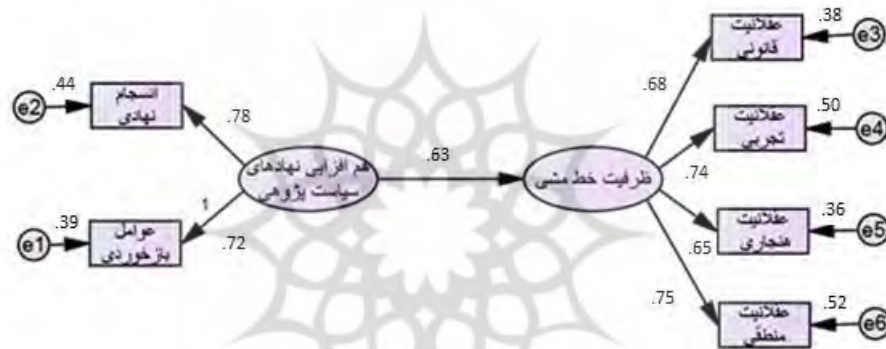 .38
e3
عقلانیت
قانونی
.68
.44
e2
انسجام
نهادی
.78
.50
e4
عقلانیت
تجربی
.74
هم افزایی نهادهای
سیاست پژوهی
.63
ظرفیت خط مشی
.39
e1
عوامل
بازخوردی
1
.72
.36
e5
عقلانیت
هنجاری
.65
.75
.52
e6
عقلانیت
منطقی